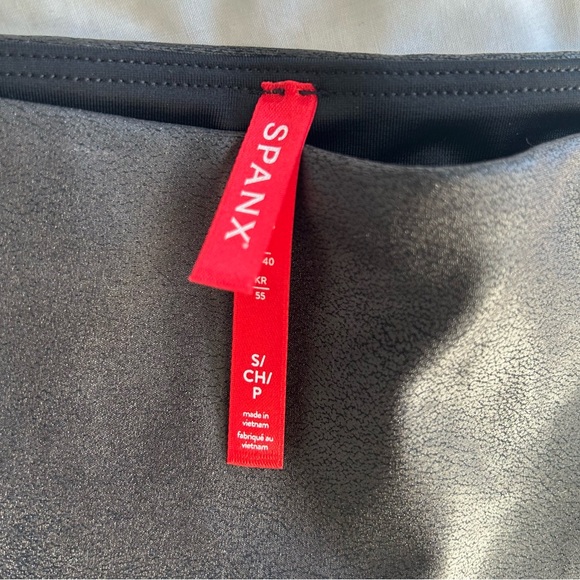 SPANX®
40
KR
55
S/
CH/
P
made in
vietnam
fabriqué au
vietnam